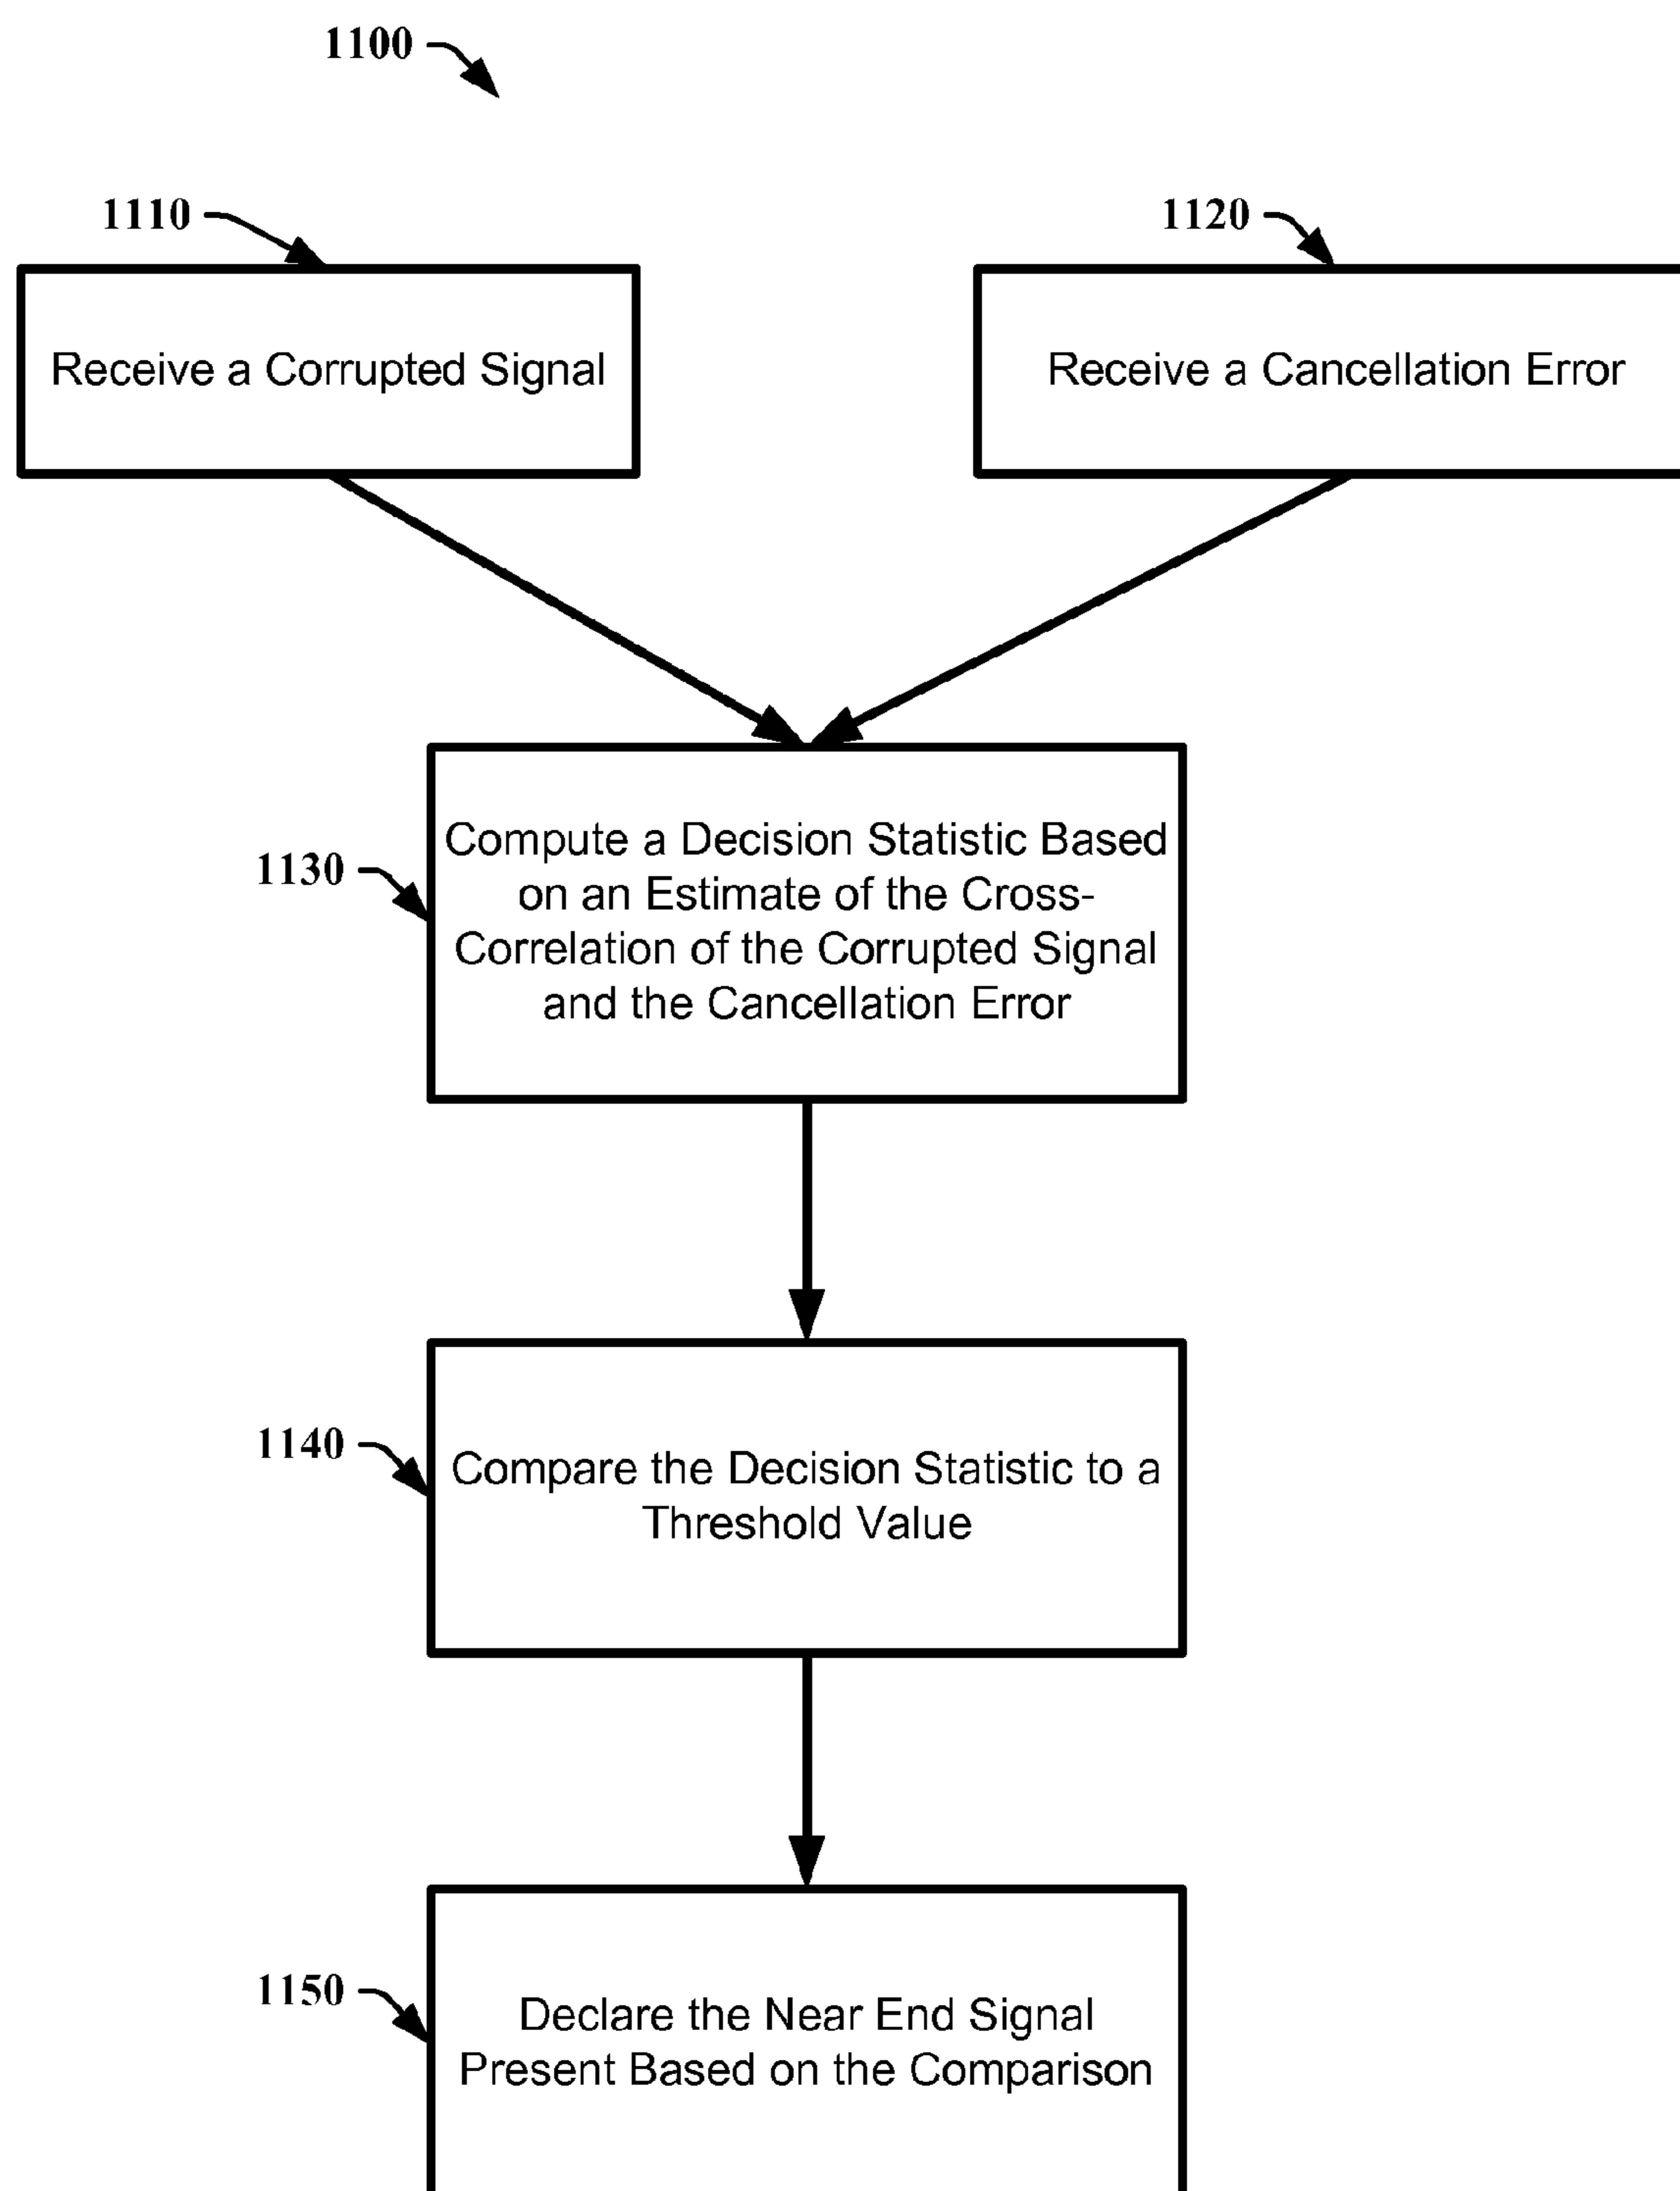 1100
1110
1120
Receive a Corrupted Signal
Receive a Cancellation Error
1130
Compute a Decision Statistic Based
on an Estimate of the Cross-
Correlation of the Corrupted Signal
and the Cancellation Error
1140
Compare the Decision Statistic to a
Threshold Value
1150
Declare the Near End Signal
Present Based on the Comparison